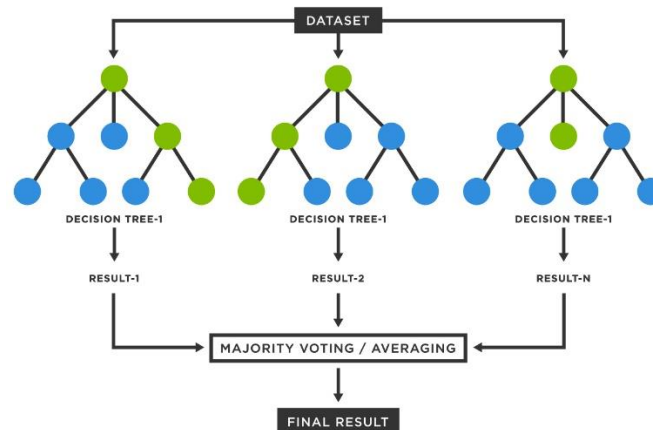 DATASET
DECISION TREE-1
DECISION TREE-1
DECISION TREE-1
RESULT-1
RESULT-2
RESULT-N
MAJORITY VOTING / AVERAGING
FINAL RESULT